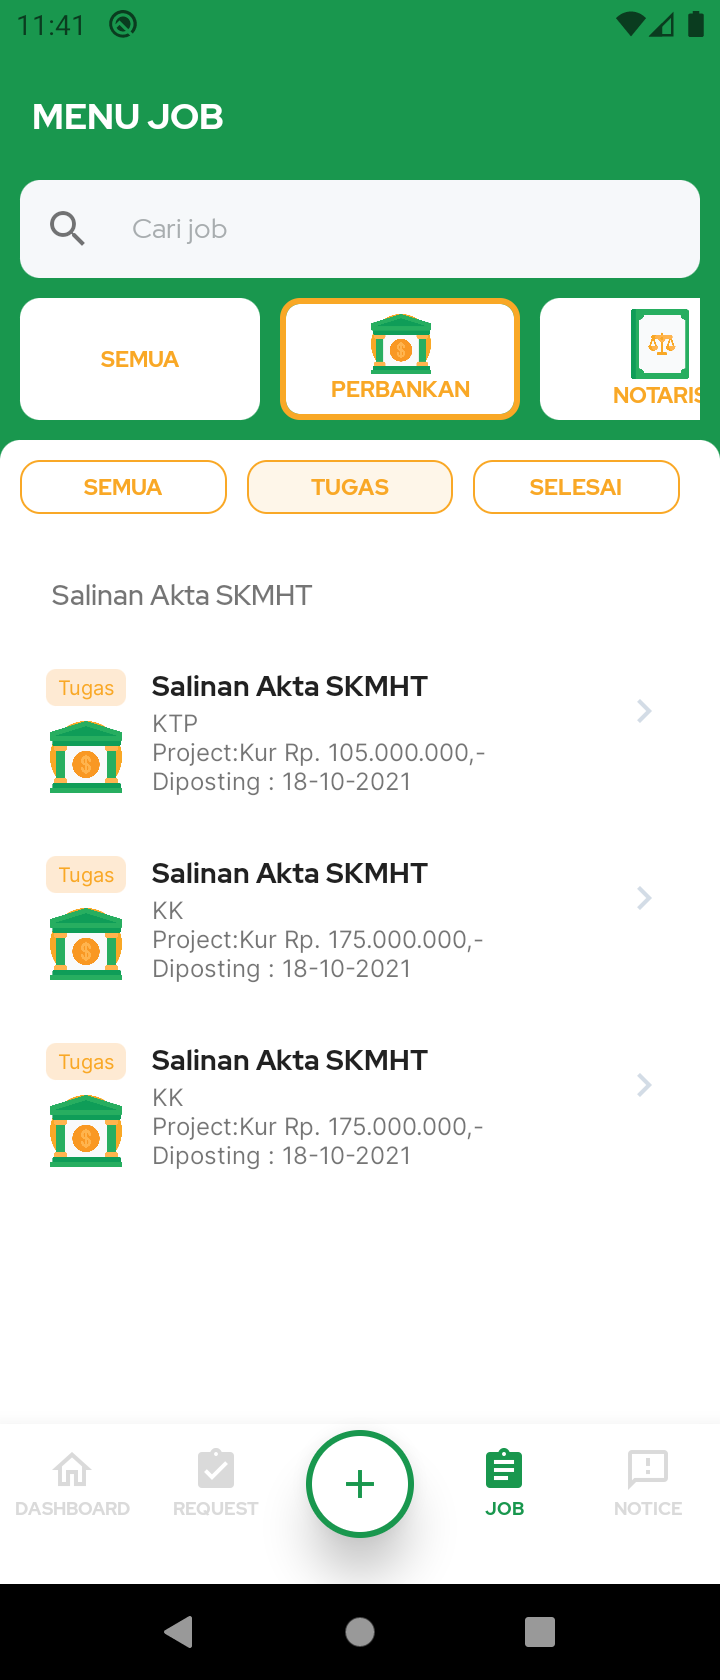 11:41
MENU JOB
Cari job
SEMUA
PERBANKAN
NOTARIS
SEMUA
TUGAS
SELESAI
Salinan Akta SKMHT
Tugas
Salinan Akta SKMHT
KTP
Project:Kur Rp. 105.000.000,-
Diposting : 18-10-2021
Tugas
Salinan Akta SKMHT
KK
Project:Kur Rp. 175.000.000,-
Diposting : 18-10-2021
Tugas
Salinan Akta SKMHT
KK
Project:Kur Rp. 175.000.000,-
Diposting : 18-10-2021
DASHBOARD
REQUEST
JOB
NOTICE